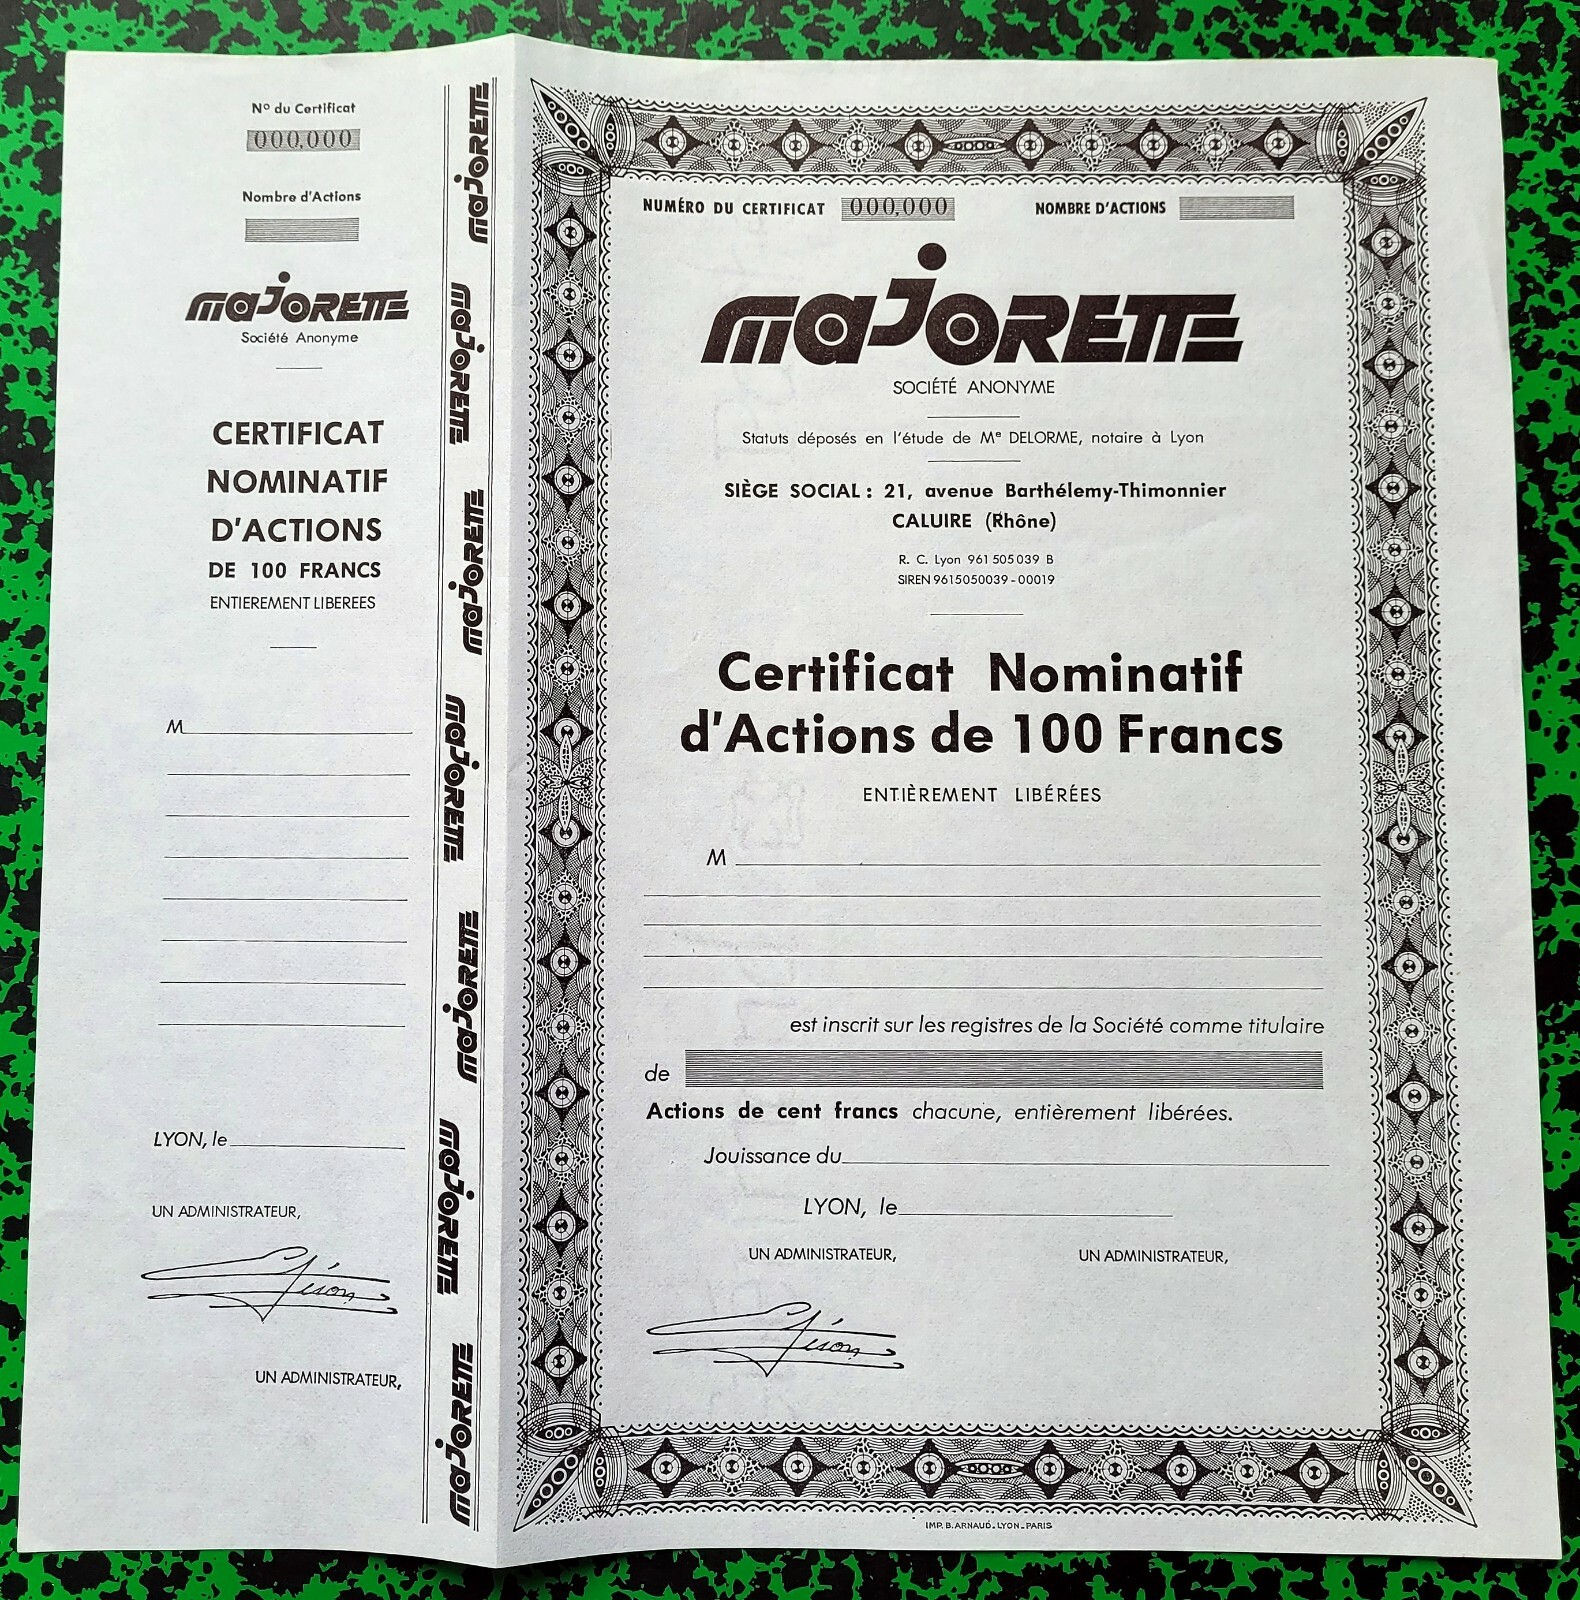 N° du Certificat
000,000
Nombre d'Actions
majorette
Société Anonyme
CERTIFICAT
NOMINATIF
D'ACTIONS
DE 100 FRANCS
ENTIEREMENT LIBEREES
M
LYON, le
UN ADMINISTRATEUR,
UN ADMINISTRATEUR,
majorette
majorette
majorette
majorette
majorette
majorette
majorette
NUMÉRO DU CERTIFICAT 000,000 NOMBRE D'ACTIONS
majorette
SOCIÉTÉ ANONYME
Statuts déposés en l'étude de Me DELORME, notaire à Lyon
SIÈGE SOCIAL : 21, avenue Barthélemy-Thimonnier
CALUIRE (Rhône)
R. C. Lyon 961 505 039 B
SIREN 9615050039 - 00019
Certificat Nominatif
d'Actions de 100 Francs
ENTIÈREMENT LIBÉRÉES
M
est inscrit sur les registres de la Société comme titulaire
de
Actions de cent francs chacune, entièrement libérées.
Jouissance du
LYON, le
UN ADMINISTRATEUR, UN ADMINISTRATEUR,
IMP. B. ARNAUD - LYON - PARIS